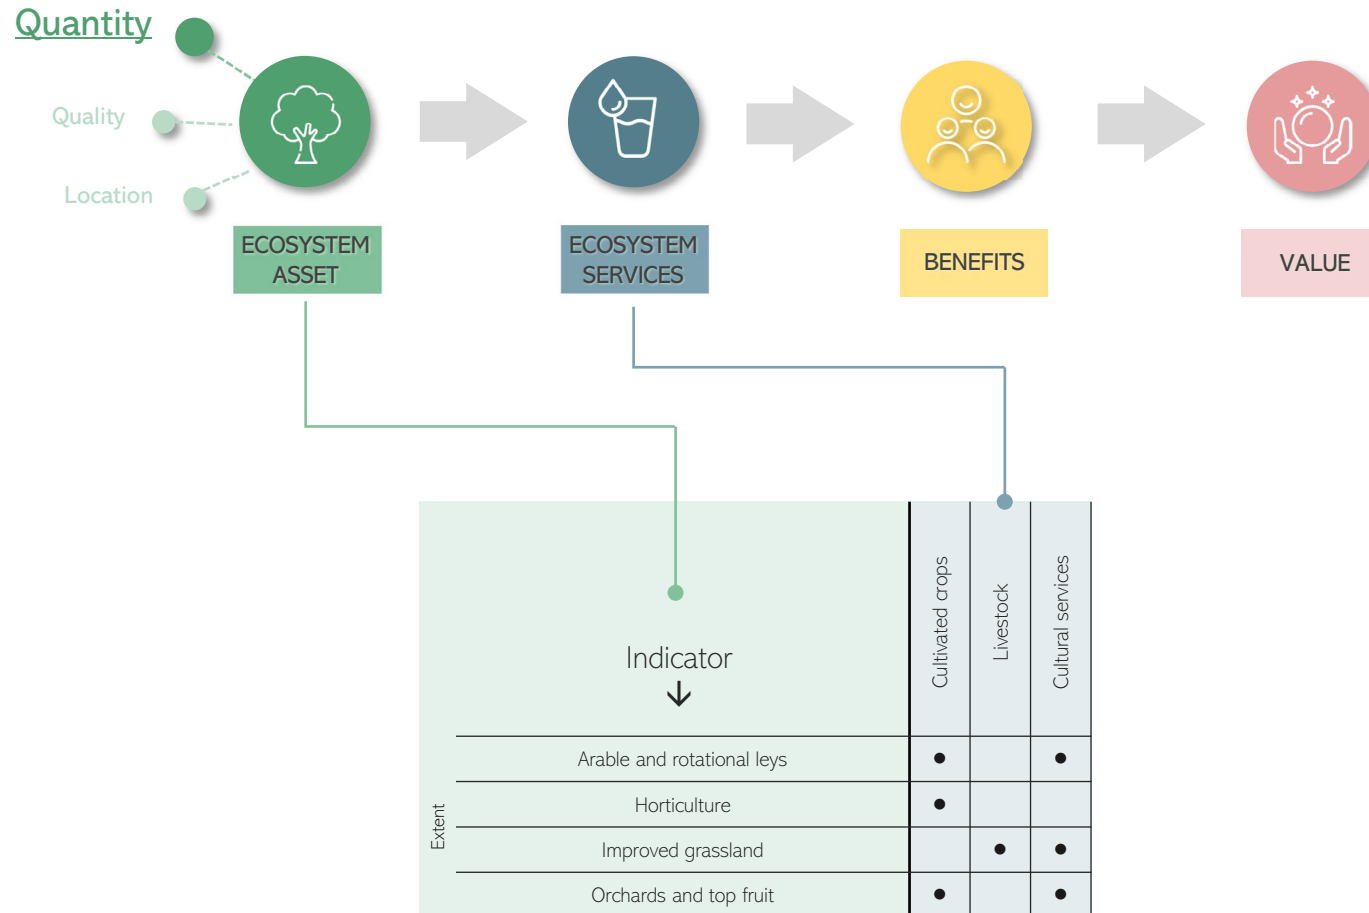 Quantity
Quality
Location
ECOSYSTEM
ASSET
ECOSYSTEM
SERVICES
BENEFITS
VALUE
Indicator
Cultivated crops
Livestock
Cultural services
Extent
Arable and rotational leys
Horticulture
Improved grassland
Orchards and top fruit